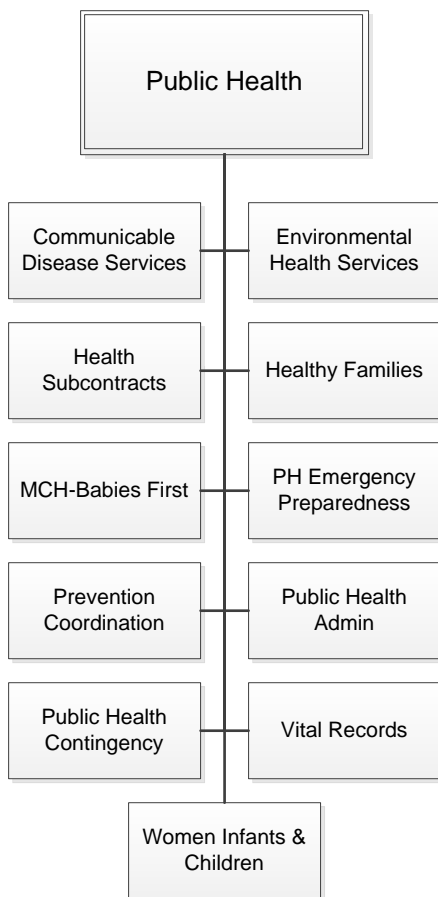 Public Health
Communicable
Disease Services
Environmental
Health Services
Health
Subcontracts
Healthy Families
MCH-Babies First
PH Emergency
Preparedness
Prevention
Coordination
Public Health
Admin
Public Health
Contingency
Vital Records
Women Infants &
Children